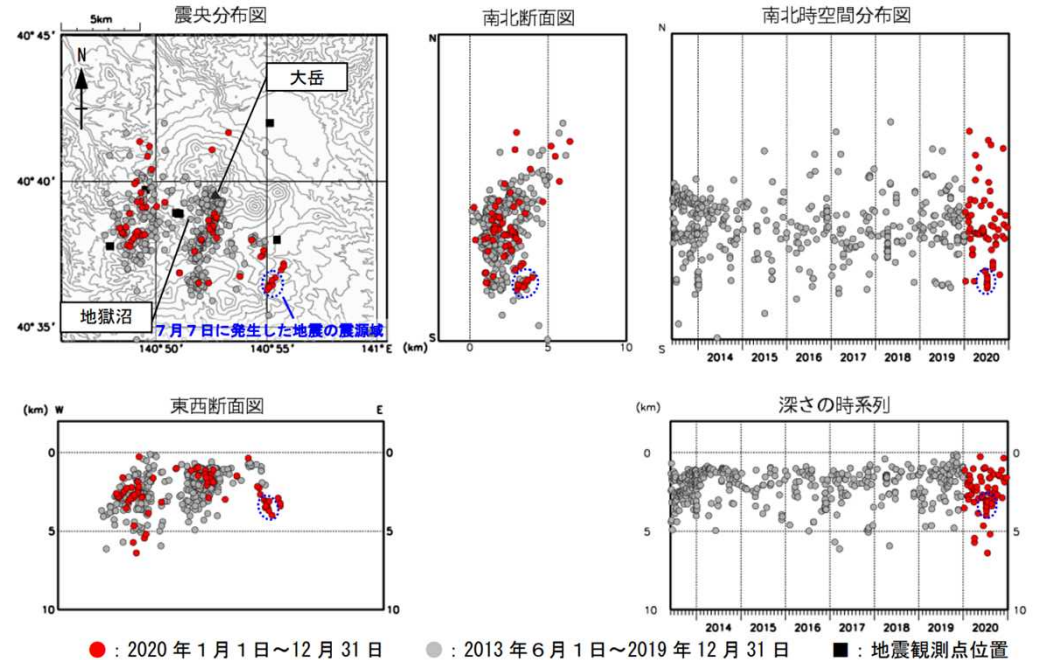 震央分布図
5km
40°45′
N
大岳
40°40′
地獄沼
7月7日に発生した地震の震源域
40°35′
140°50′
140°55′
141°E
南北断面図
N
S
(km)
0
5
10
南北時空間分布図
N
S
2014 2015 2016 2017 2018 2019 2020
東西断面図
(km) W E
0 0
5 5
10 10
深さの時系列
(km)
0 0
5 5
10 10
2014 2015 2016 2017 2018 2019 2020
●:2020年1月1日~12月31日 ●:2013年6月1日~2019年12月31日 ■:地震観測点位置